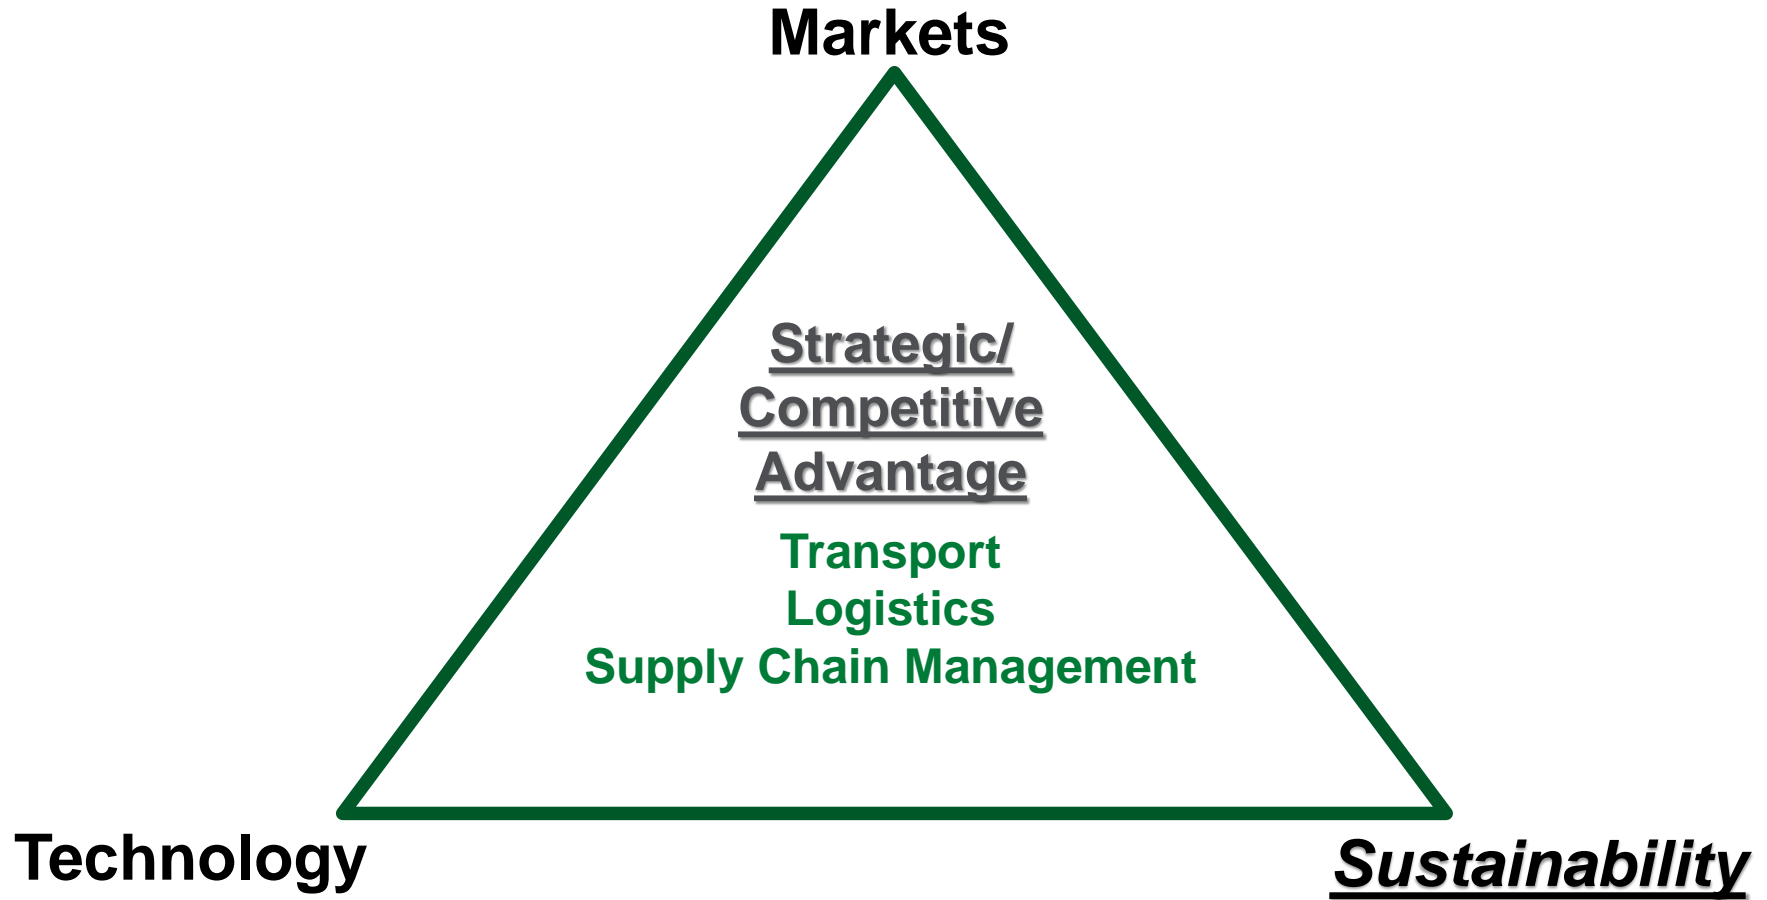 Markets
Strategic/
Competitive
Advantage
Transport
Logistics
Supply Chain Management
Technology
Sustainability